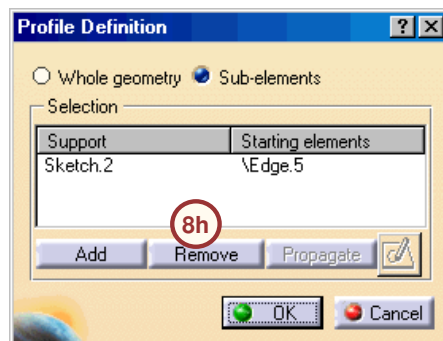 Profile Definition
Whole geometry Sub-elements
Selection
Support Starting elements
Sketch.2 \Edge.5
8h
Add Remove Propagate
OK Cancel